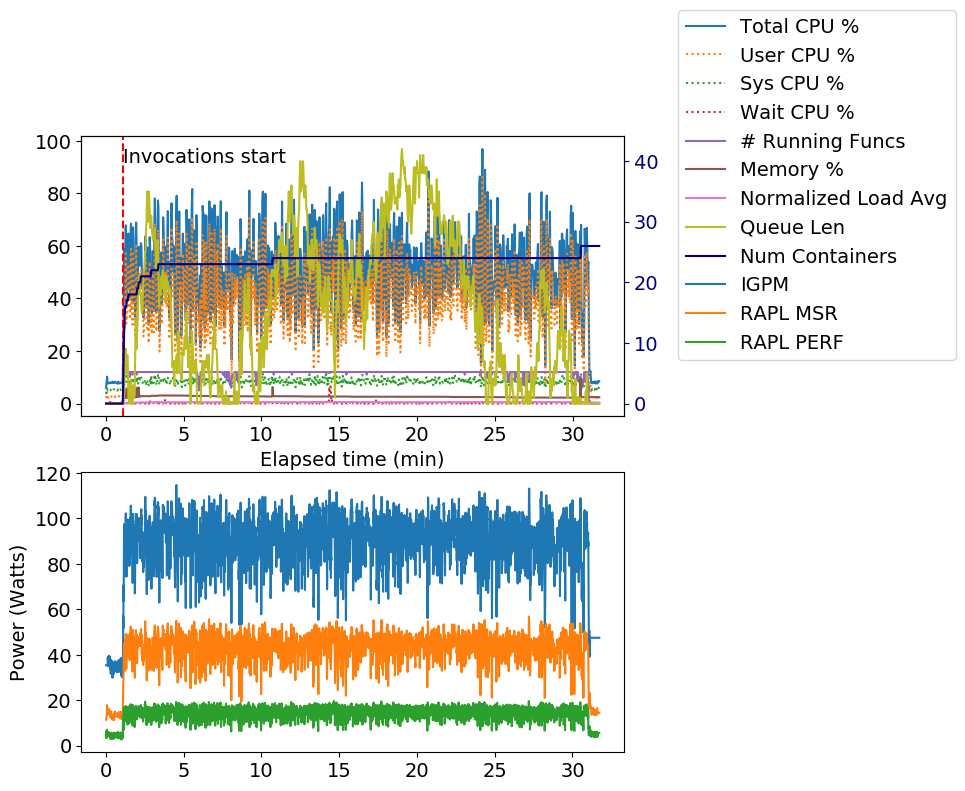 Total CPU %
User CPU %
Sys CPU %
Wait CPU %
# Running Funcs
Memory %
Normalized Load Avg
Queue Len
Num Containers
IGPM
RAPL MSR
RAPL PERF
Invocations start
100
80
60
40
20
0
40
30
20
10
0
0 5 10 15 20 25 30
Elapsed time (min)
Power (Watts)
120
100
80
60
40
20
0
0 5 10 15 20 25 30